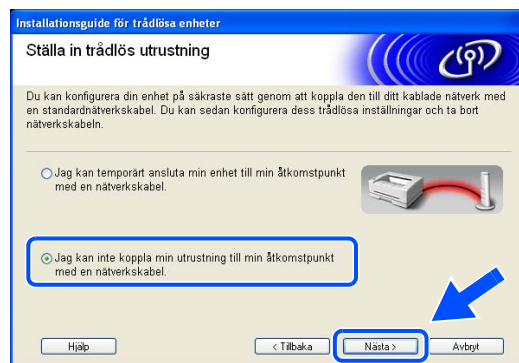 Installationsguide för trådlösa enheter
Ställa in trådlös utrustning
Du kan konfigurera din enhet på säkraste sätt genom att koppla den till ditt kablade nätverk med
en standardnätverkskabel. Du kan sedan konfigurera dess trådlösa inställningar och ta bort
nätverkskabeln.
Jag kan temporärt ansluta min enhet till min åtkomstpunkt
med en nätverkskabel.
Jag kan inte koppla min utrustning till min åtkomstpunkt
med en nätverkskabel.
Hjälp
< Tillbaka
Nästa >
Avbryt